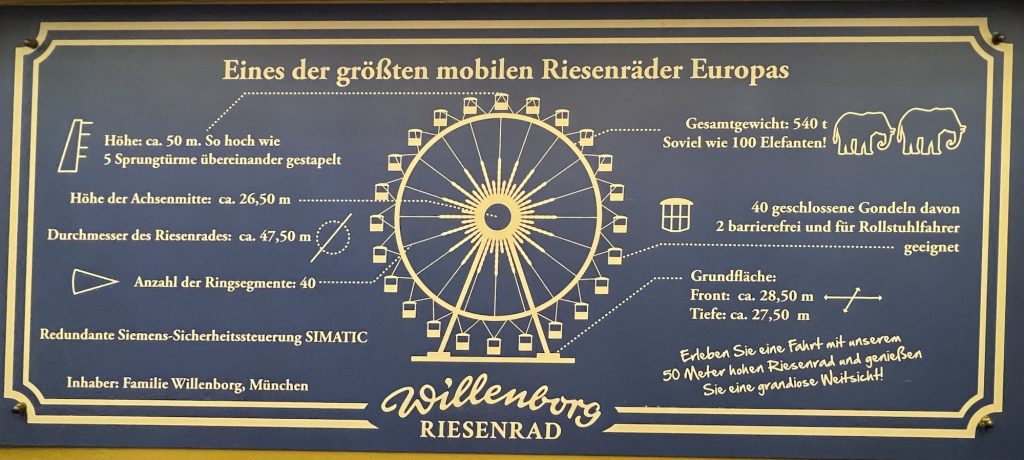 Eines der größten mobilen Riesenräder Europas
Höhe: ca. 50 m. So hoch wie
5 Sprungtürme übereinander gestapelt
Höhe der Achsenmitte: ca. 26,50 m
Durchmesser des Riesenrades: ca. 47,50 m
Anzahl der Ringsegmente: 40
Redundante Siemens-Sicherheitssteuerung SIMATIC
Inhaber: Familie Willenborg, München
Gesamtgewicht: 540 t
Soviel wie 100 Elefanten!
40 geschlossene Gondeln davon
2 barrierefrei und für Rollstuhlfahrer
geeignet
Grundfläche:
Front: ca. 28,50 m
Tiefe: ca. 27,50 m
Erleben Sie eine Fahrt mit unserem
50 Meter hohen Riesenrad und genießen
Sie eine grandiose Weitsicht!
Willenborg
RIESENRAD